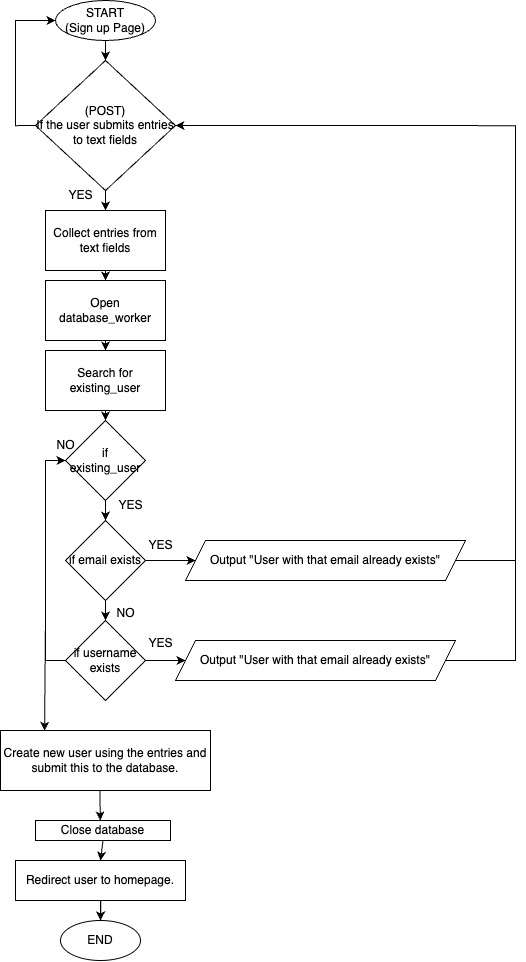 START
(Sign up Page)
(POST)
If the user submits entries
to text fields
YES
Collect entries from
text fields
Open
database_worker
Search for
existing_user
NO
if
existing_user
YES
if email exists
YES
Output "User with that email already exists"
NO
if username
exists
YES
Output "User with that email already exists"
Create new user using the entries and
submit this to the database.
Close database
Redirect user to homepage.
END